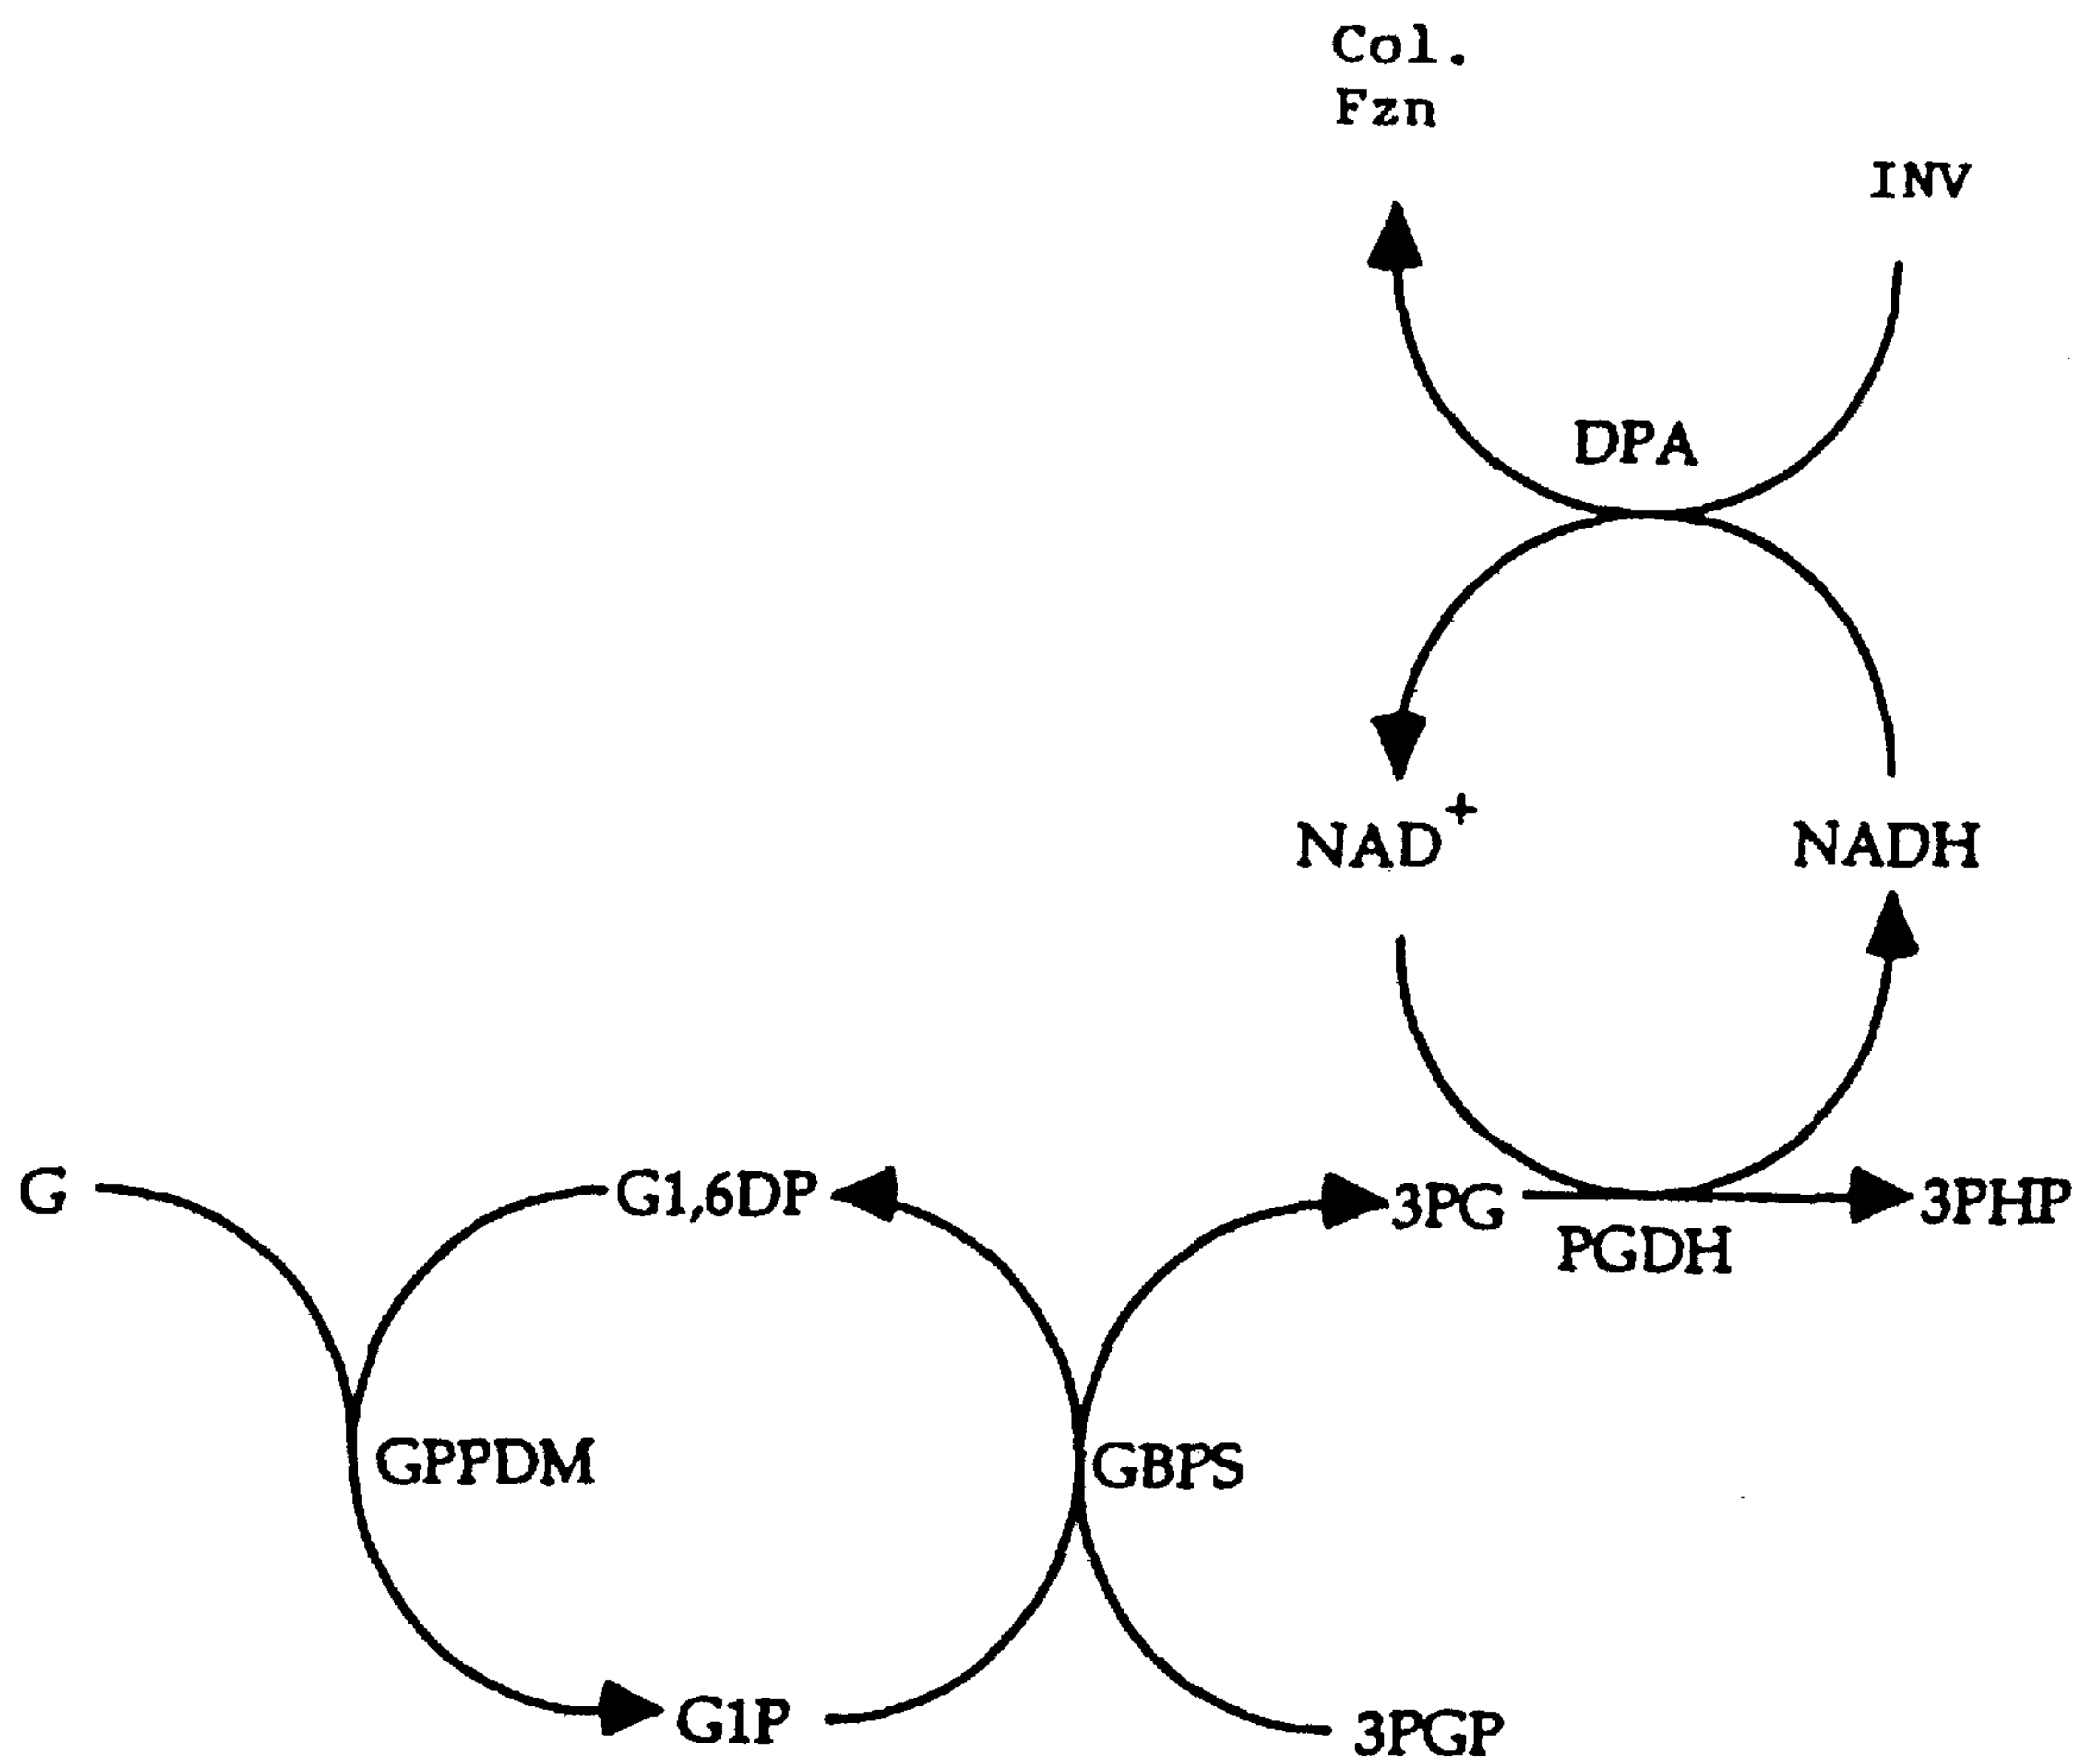 Col.
Fzn
INV
DPA
NAD+
NADH
G
G1,6DP
3PG
3PHP
PGDH
GPPDM
GBPS
G1P
3PGP